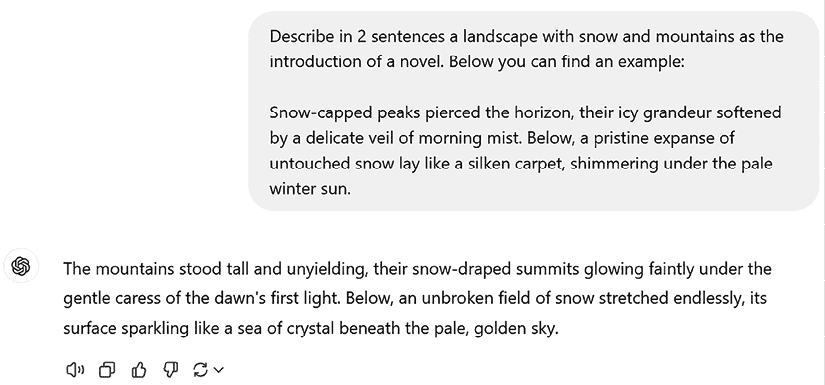 Describe in 2 sentences a landscape with snow and mountains as the
introduction of a novel. Below you can find an example:
Snow-capped peaks pierced the horizon, their icy grandeur softened
by a delicate veil of morning mist. Below, a pristine expanse of
untouched snow lay like a silken carpet, shimmering under the pale
winter sun.
The mountains stood tall and unyielding, their snow-draped summits glowing faintly under the
gentle caress of the dawn's first light. Below, an unbroken field of snow stretched endlessly, its
surface sparkling like a sea of crystal beneath the pale, golden sky.